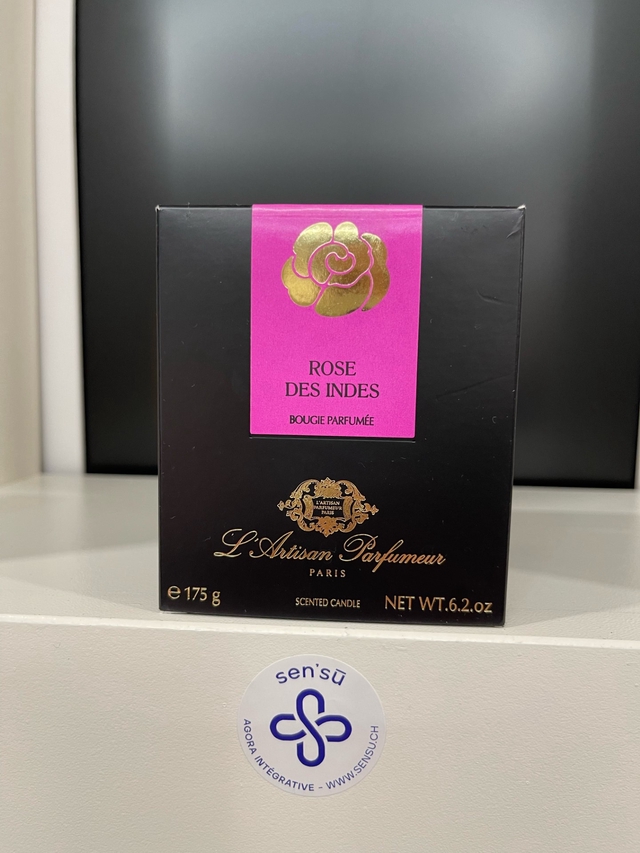 ROSE
DES INDES
BOUGIE PARFUMÉE
L'ARTISAN
PARFUMEUR
PARIS
L'Artisan Parfumeur
PARIS
℮ 175 g
SCENTED CANDLE
NET WT.6.2.oz
sen'sū
AGORA INTÉGRATIVE - WWW.SENSU.CH